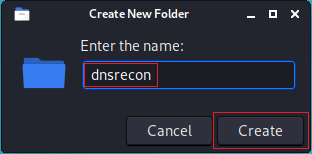 Create New Folder
Enter the name:
dnsrecon
Cancel
Create